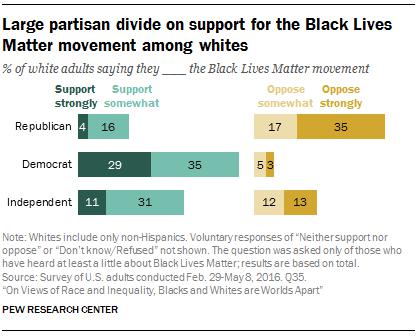 Large partisan divide on support for the Black Lives
Matter movement among whites
% of white adults saying they ____ the Black Lives Matter movement
Support strongly Support somewhat Oppose somewhat Oppose strongly
Republican 4 16 17 35
Democrat 29 35 5 3
Independent 11 31 12 13
Note: Whites include only non-Hispanics. Voluntary responses of "Neither support nor
oppose" or "Don't know/Refused" not shown. The question was asked only of those who
have heard at least a little about Black Lives Matter; results are based on total.
Source: Survey of U.S. adults conducted Feb. 29-May 8, 2016. Q35.
"On Views of Race and Inequality, Blacks and Whites are Worlds Apart"
PEW RESEARCH CENTER